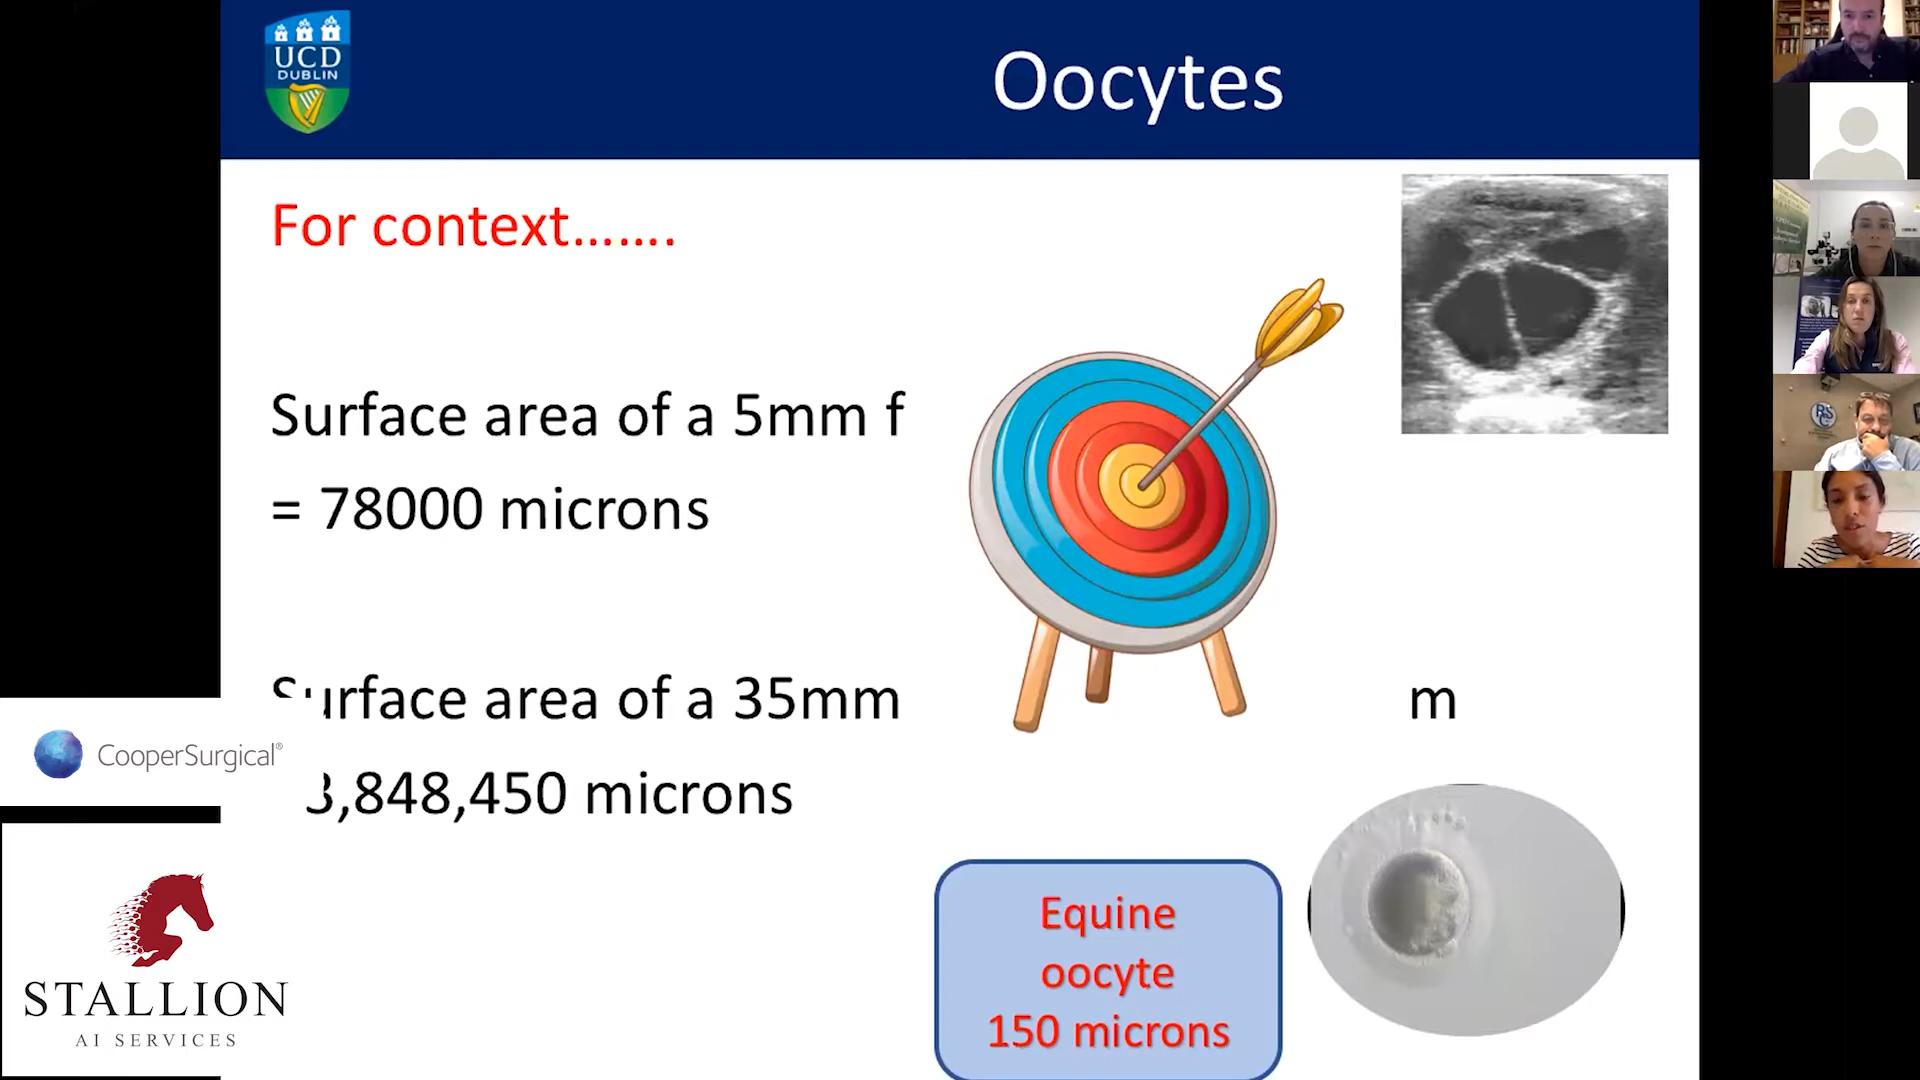 UCD
DUBLIN
Oocytes
For context.......
Surface area of a 5mm f
= 78000 microns
Surface area of a 35mm m
3,848,450 microns
CooperSurgical®
STALLION
AI SERVICES
Equine
oocyte
150 microns